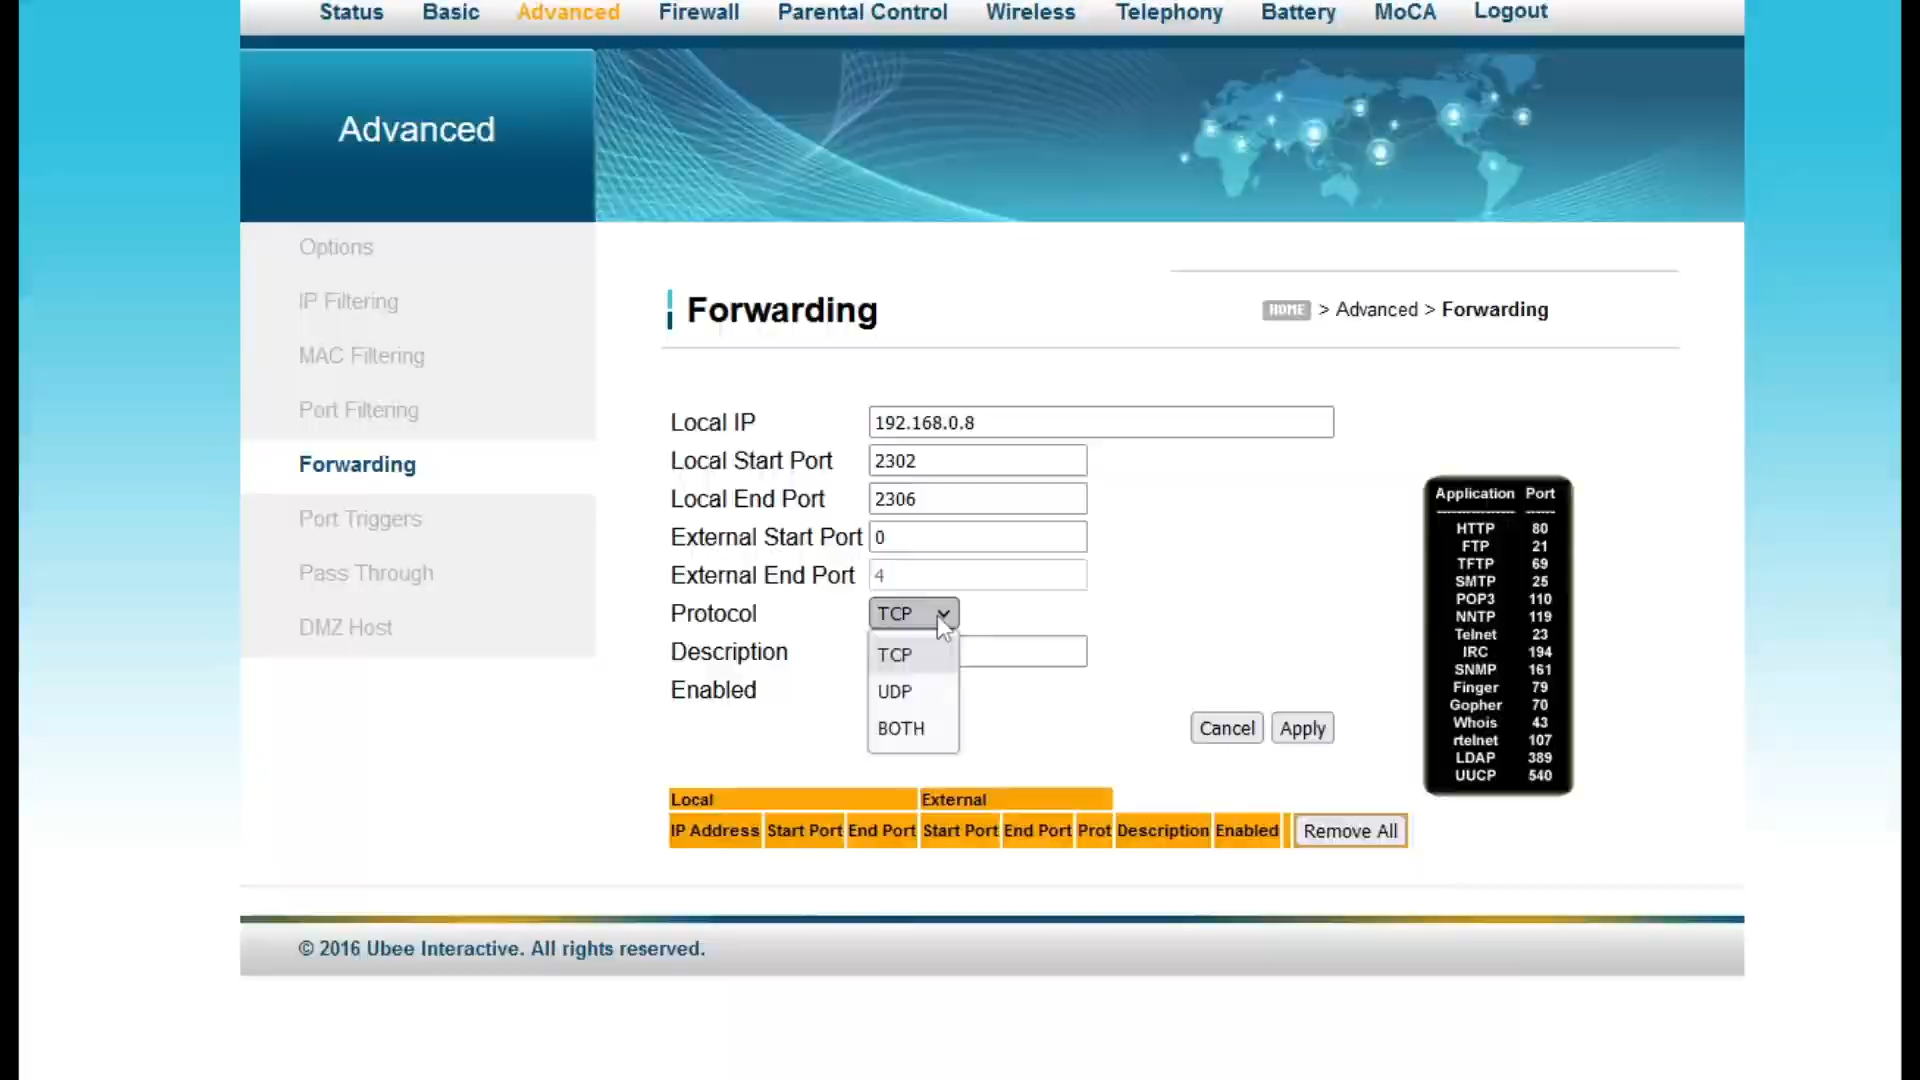 Status Basic Advanced Firewall Parental Control Wireless Telephony Battery MoCA Logout
Advanced
Options
IP Filtering
MAC Filtering
Port Filtering
Forwarding
Port Triggers
Pass Through
DMZ Host
Forwarding
HOME > Advanced > Forwarding
Local IP 192.168.0.8
Local Start Port 2302
Local End Port 2306
External Start Port 0
External End Port 4
Protocol TCP
TCP
UDP
BOTH
Description
Enabled
Cancel Apply
Application Port
HTTP 80
FTP 21
TFTP 69
SMTP 25
POP3 110
NNTP 119
Telnet 23
IRC 194
SNMP 161
Finger 79
Gopher 70
Whois 43
rtelnet 107
LDAP 389
UUCP 540
Local External
IP Address Start Port End Port Start Port End Port Prot Description Enabled Remove All
© 2016 Ubee Interactive. All rights reserved.